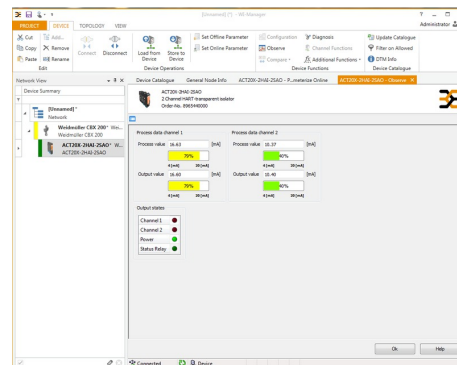 [Unnamed] (*) - WI-Manager
PROJECT DEVICE TOPOLOGY VIEW
Administrator
Cut Add...
Copy Remove
Paste Rename
Edit
Connect Disconnect
Load from Device
Store to Device
Device Operations
Set Offline Parameter
Set Online Parameter
Configuration
Observe
Compare
Diagnosis
Channel Functions
Additional Functions
Device Functions
Update Catalogue
Filter on Allowed
DTM Info
Device Catalogue
Network View
Device Summary
[Unnamed]*
Network
Weidmüller CBX 200* Wei...
Weidmüller CBX 200
ACT20X-2HAI-2SAO* W...
ACT20X-2HAI-2SAO
Device Catalogue General Node Info ACT20X-2HAI-2SAO - P...meterize Online ACT20X-2HAI-2SAO - Observe
ACT20X-2HAI-2SAO
2 Channel HART-transparent isolator
Order-No. 8965440000
Process data channel 1
Process value 16.63 [mA]
79%
4 [mA] 20 [mA]
Output value 16.60 [mA]
79%
4 [mA] 20 [mA]
Process data channel 2
Process value 10.37 [mA]
40%
4 [mA] 20 [mA]
Output value 10.40 [mA]
40%
4 [mA] 20 [mA]
Output states
Channel 1
Channel 2
Power
Status Relay
Ok Help
Connected Device